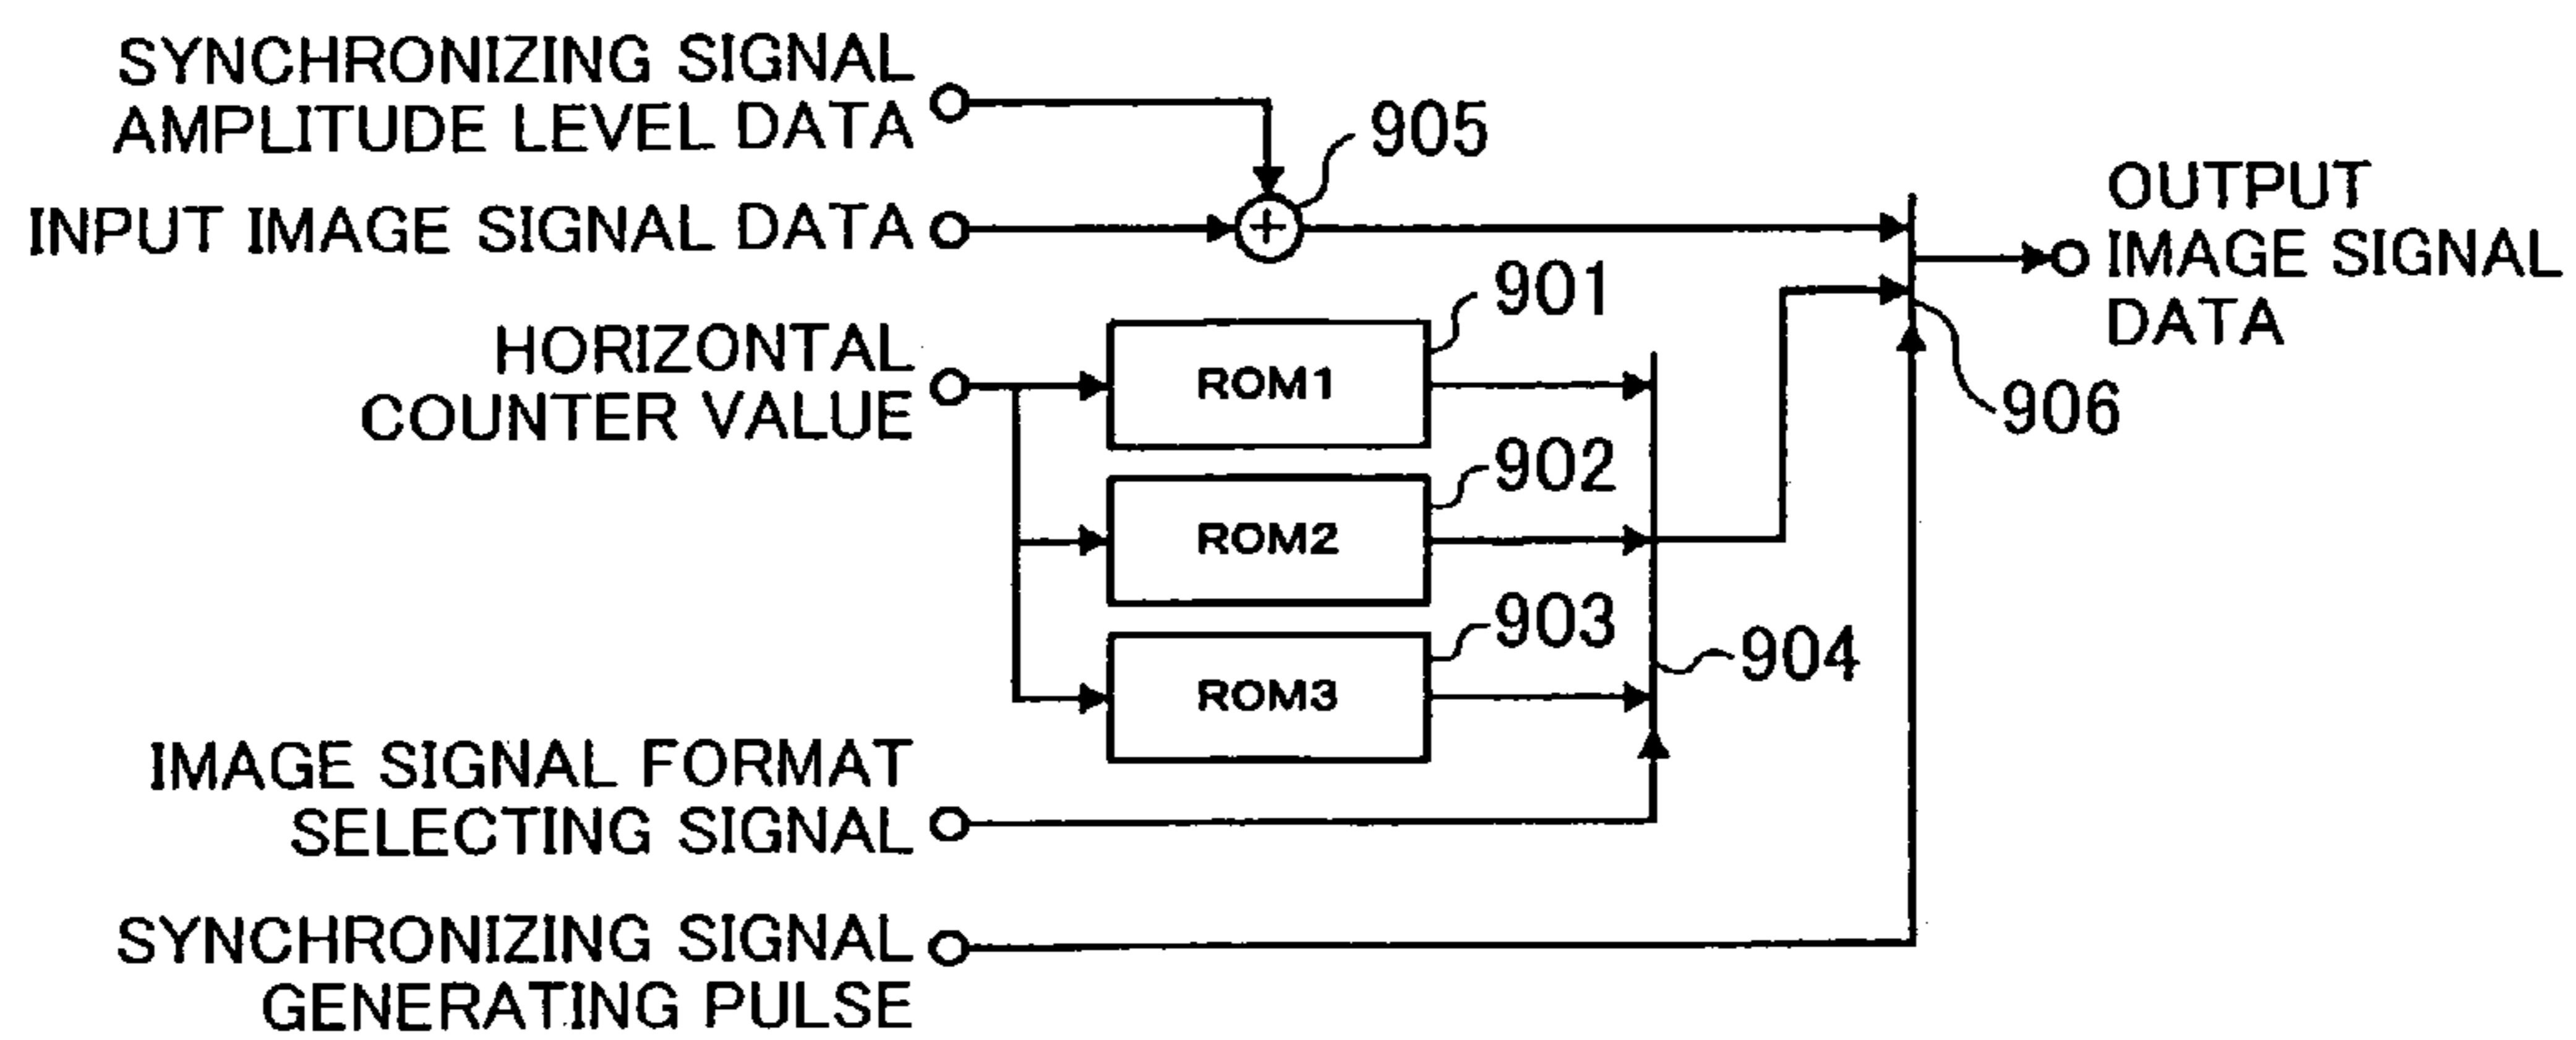 SYNCHRONIZING SIGNAL
AMPLITUDE LEVEL DATA
905
INPUT IMAGE SIGNAL DATA
+
OUTPUT
IMAGE SIGNAL
DATA
HORIZONTAL
COUNTER VALUE
ROM1
901
906
ROM2
902
ROM3
903
904
IMAGE SIGNAL FORMAT
SELECTING SIGNAL
SYNCHRONIZING SIGNAL
GENERATING PULSE